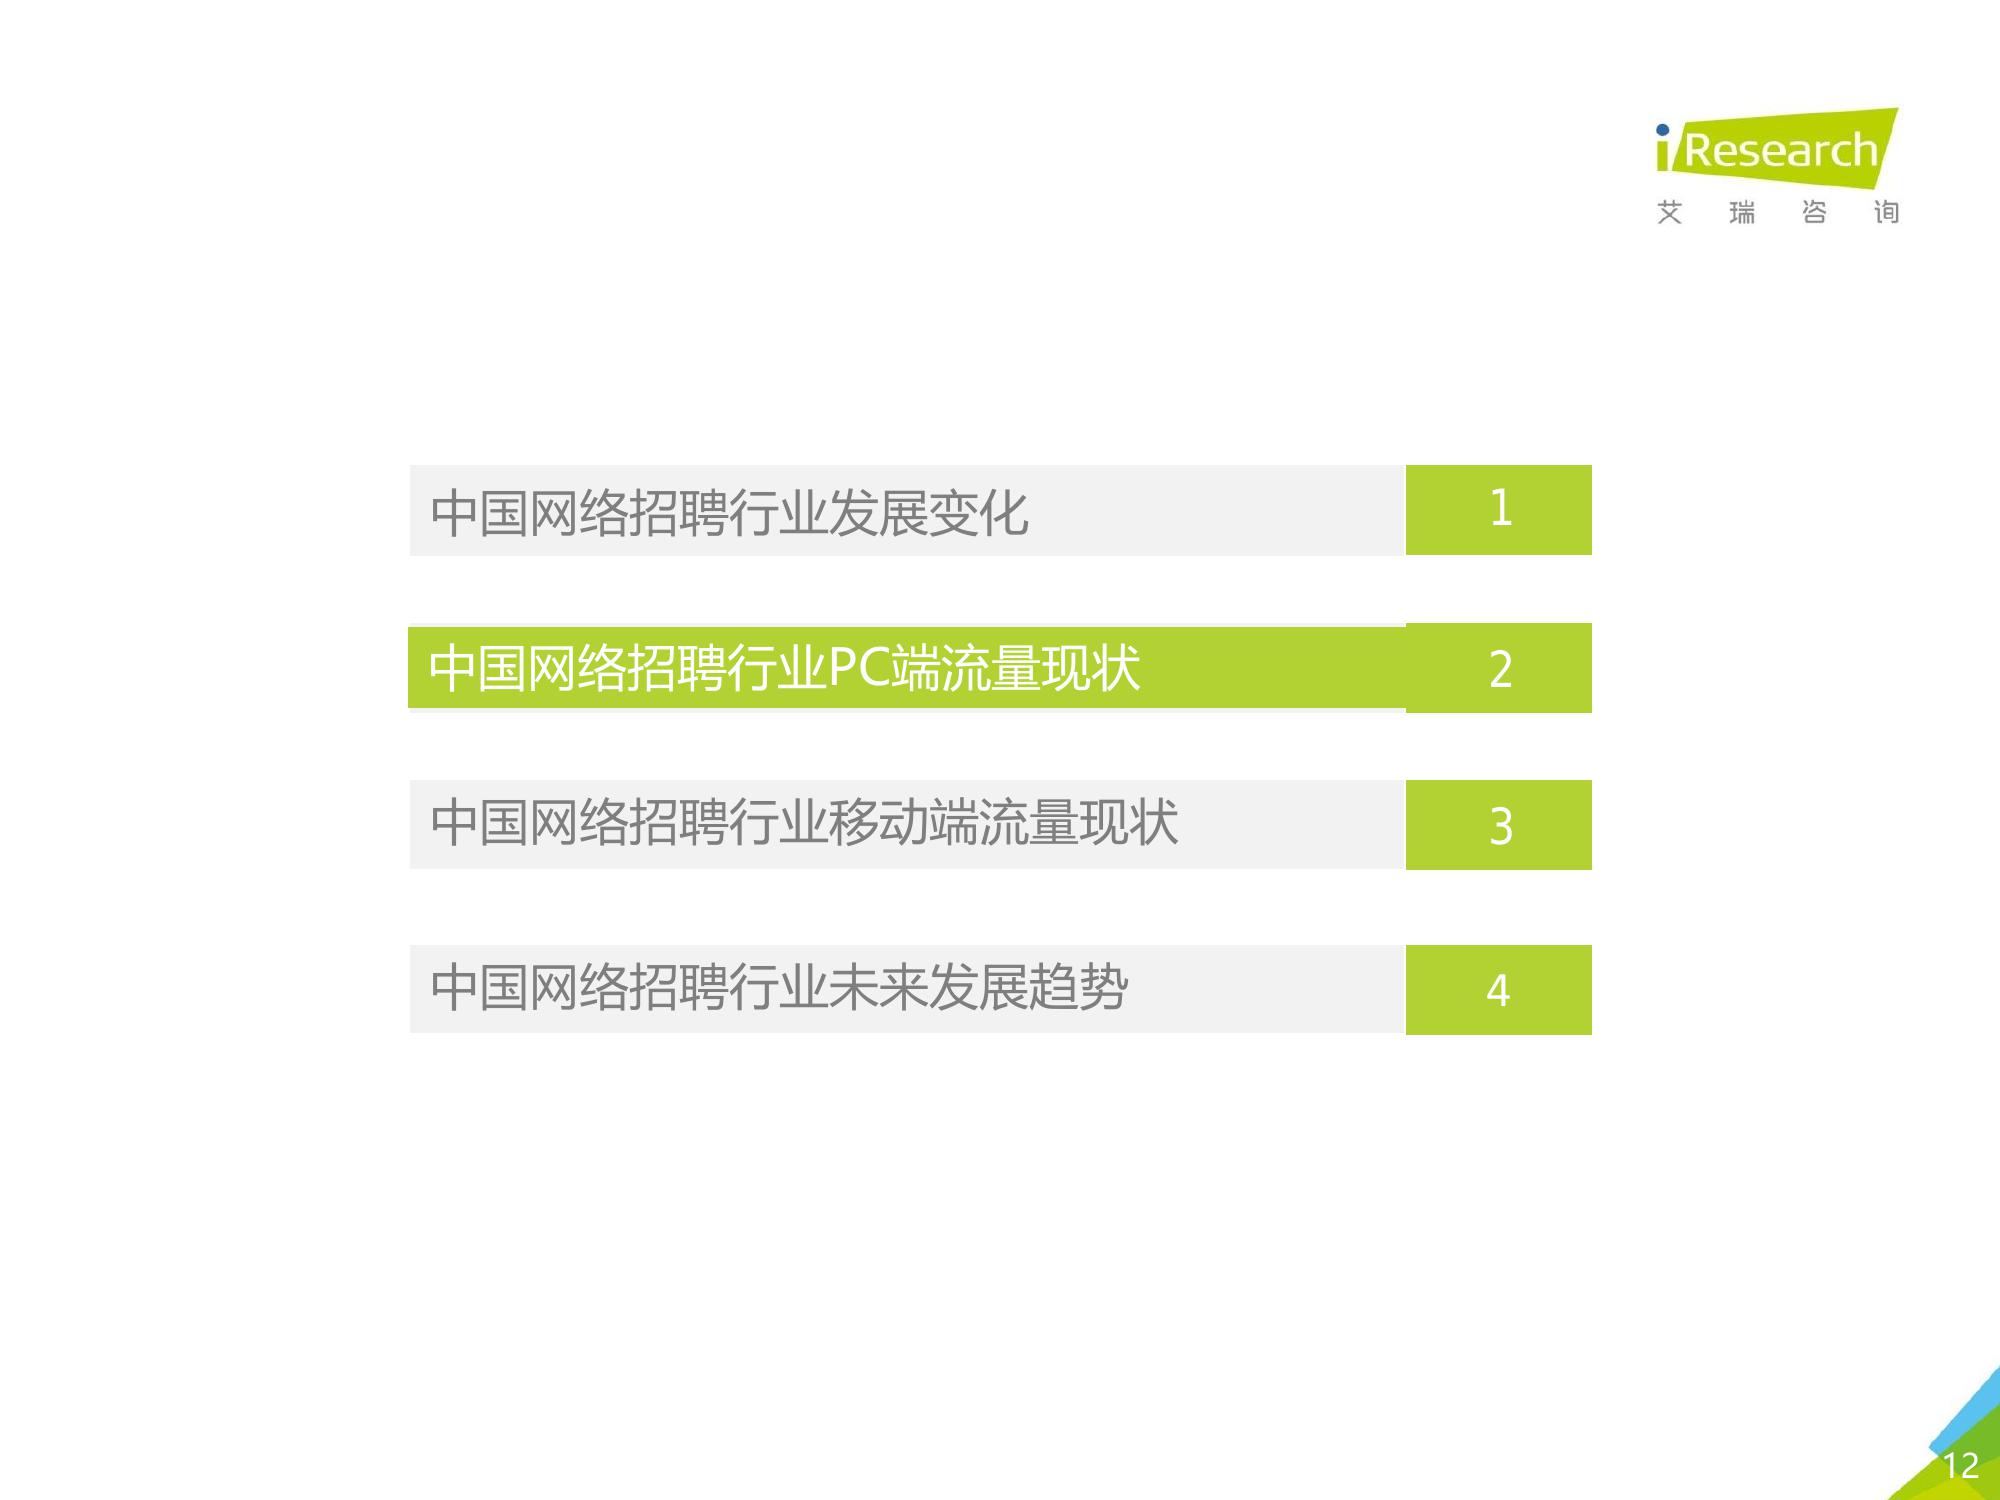 iResearch
艾瑞咨询
中国网络招聘行业发展变化 1
中国网络招聘行业PC端流量现状 2
中国网络招聘行业移动端流量现状 3
中国网络招聘行业未来发展趋势 4
12